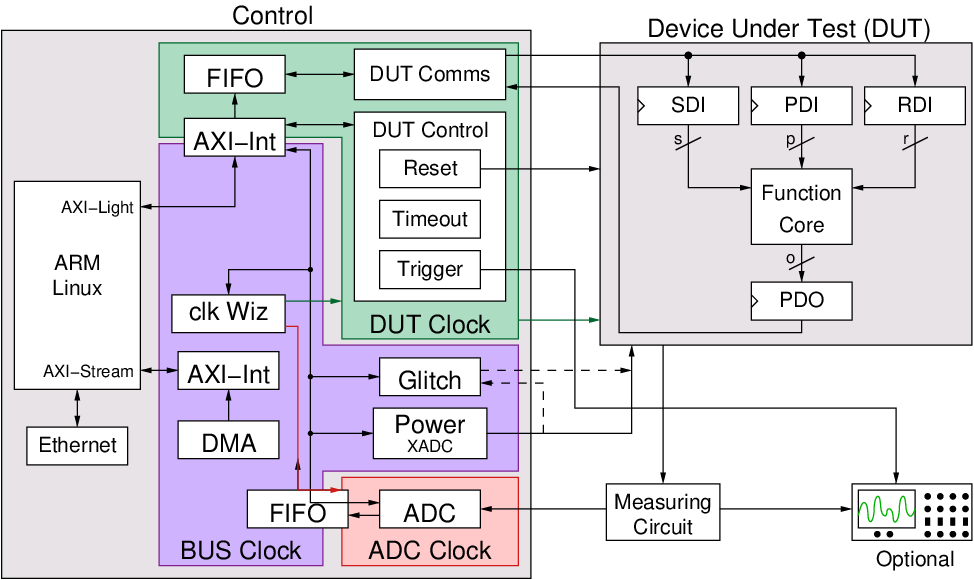 Control
Device Under Test (DUT)
FIFO
DUT Comms
AXI–Int
DUT Control
Reset
Timeout
Trigger
DUT Clock
SDI
PDI
RDI
s
p
r
Function
Core
o
PDO
AXI–Light
ARM
Linux
AXI–Stream
Ethernet
clk Wiz
AXI–Int
DMA
Glitch
Power
XADC
FIFO
BUS Clock
ADC
ADC Clock
Measuring
Circuit
Optional